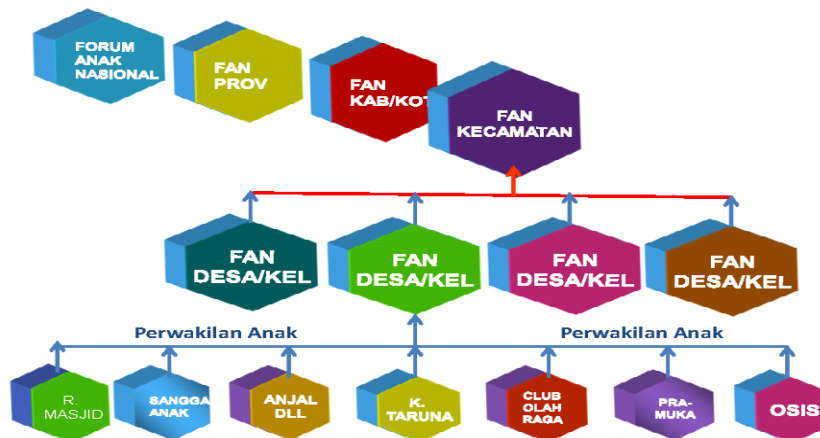 FORUM
ANAK
NASIONAL
FAN
PROV
FAN
KAB/KOT
FAN
KECAMATAN
FAN
DESA/KEL
FAN
DESA/KEL
FAN
DESA/KEL
FAN
DESA/KEL
Perwakilan Anak
Perwakilan Anak
R.
MASJID
SANGGA
ANAK
ANJAL
DLL
K.
TARUNA
CLUB
OLAH
RAGA
PRA-
MUKA
OSIS